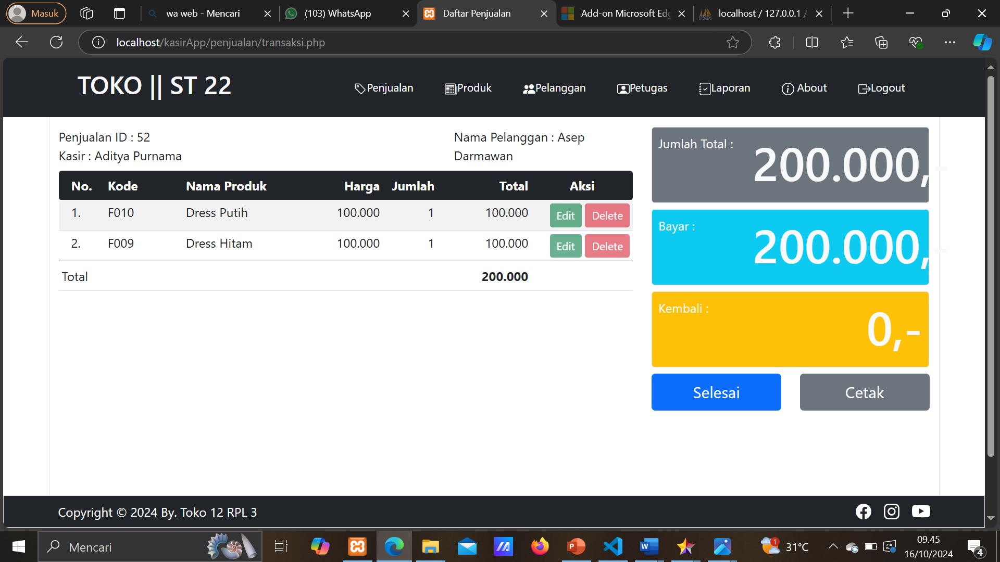 Masuk
wa web - Mencari
(103) WhatsApp
Daftar Penjualan
Add-on Microsoft Edg
localhost / 127.0.0.1 /
localhost/kasirApp/penjualan/transaksi.php
TOKO || ST 22
Penjualan
Produk
Pelanggan
Petugas
Laporan
About
Logout
Penjualan ID : 52
Kasir : Aditya Purnama
Nama Pelanggan : Asep
Darmawan
No. Kode Nama Produk Harga Jumlah Total Aksi
1. F010 Dress Putih 100.000 1 100.000 Edit Delete
2. F009 Dress Hitam 100.000 1 100.000 Edit Delete
Total 200.000
Jumlah Total :
200.000,-
Bayar :
200.000,-
Kembali :
0,-
Selesai
Cetak
Copyright © 2024 By. Toko 12 RPL 3
Mencari
1
31°C
09.45
16/10/2024
4